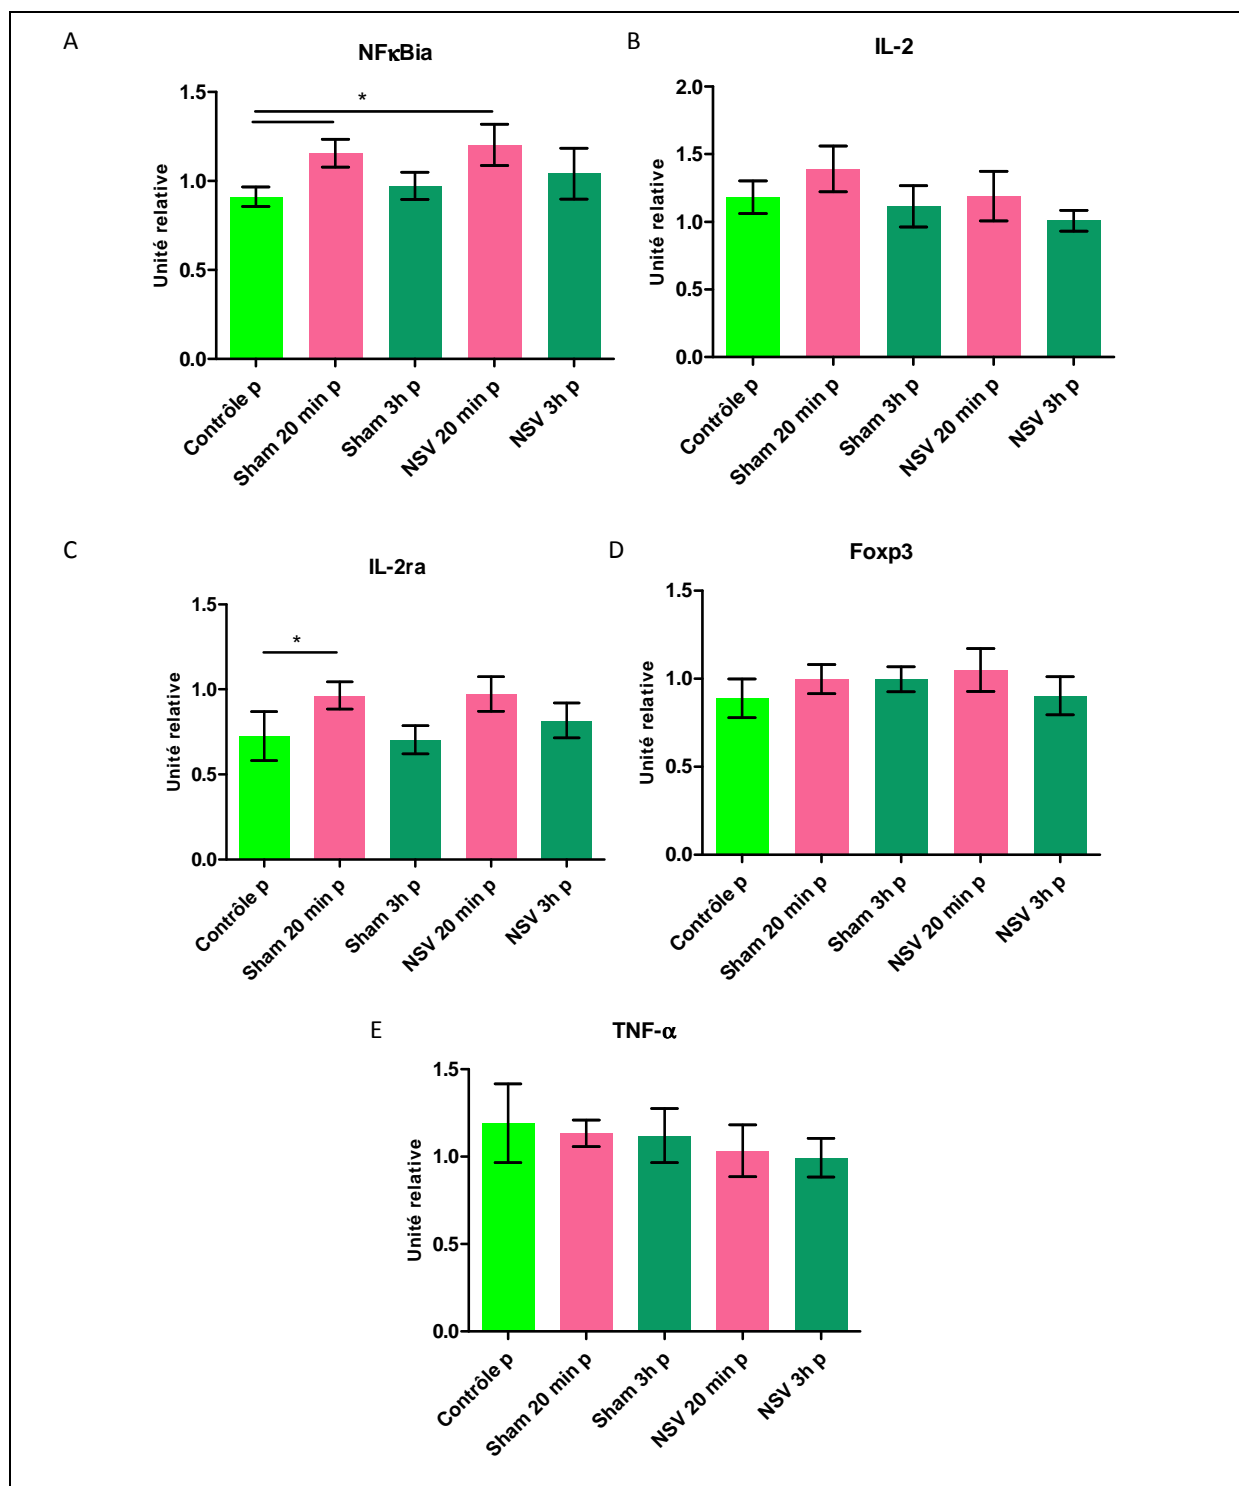 A
NFκBia
Unité relative
1.5
1.0
0.5
0.0
*
Contrôle p
Sham 20 min p
Sham 3h p
NSV 20 min p
NSV 3h p
B
IL-2
Unité relative
2.0
1.5
1.0
0.5
0.0
Contrôle p
Sham 20 min p
Sham 3h p
NSV 20 min p
NSV 3h p
C
IL-2ra
Unité relative
1.5
1.0
0.5
0.0
*
Contrôle p
Sham 20 min p
Sham 3h p
NSV 20 min p
NSV 3h p
D
Foxp3
Unité relative
1.5
1.0
0.5
0.0
Contrôle p
Sham 20 min p
Sham 3h p
NSV 20 min p
NSV 3h p
E
TNF-α
Unité relative
1.5
1.0
0.5
0.0
Contrôle p
Sham 20 min p
Sham 3h p
NSV 20 min p
NSV 3h p